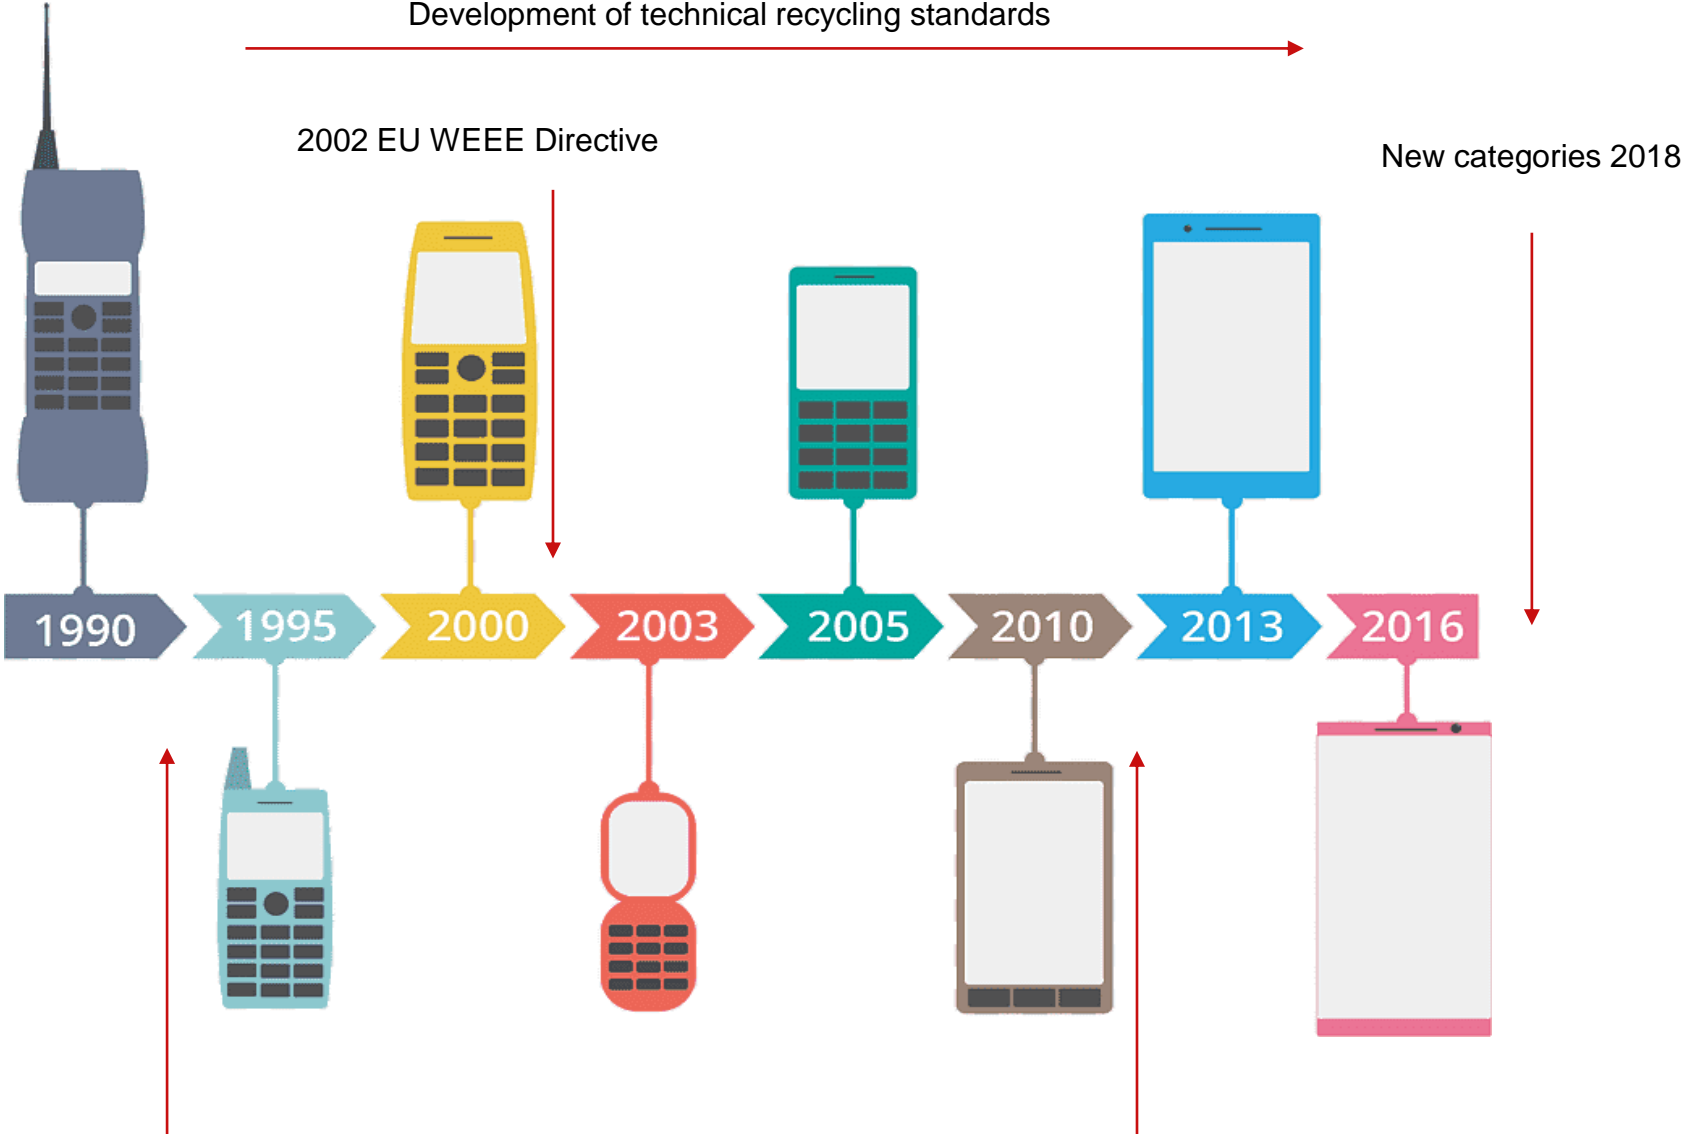 Development of technical recycling standards
2002 EU WEEE Directive
New categories 2018
1990
1995
2000
2003
2005
2010
2013
2016